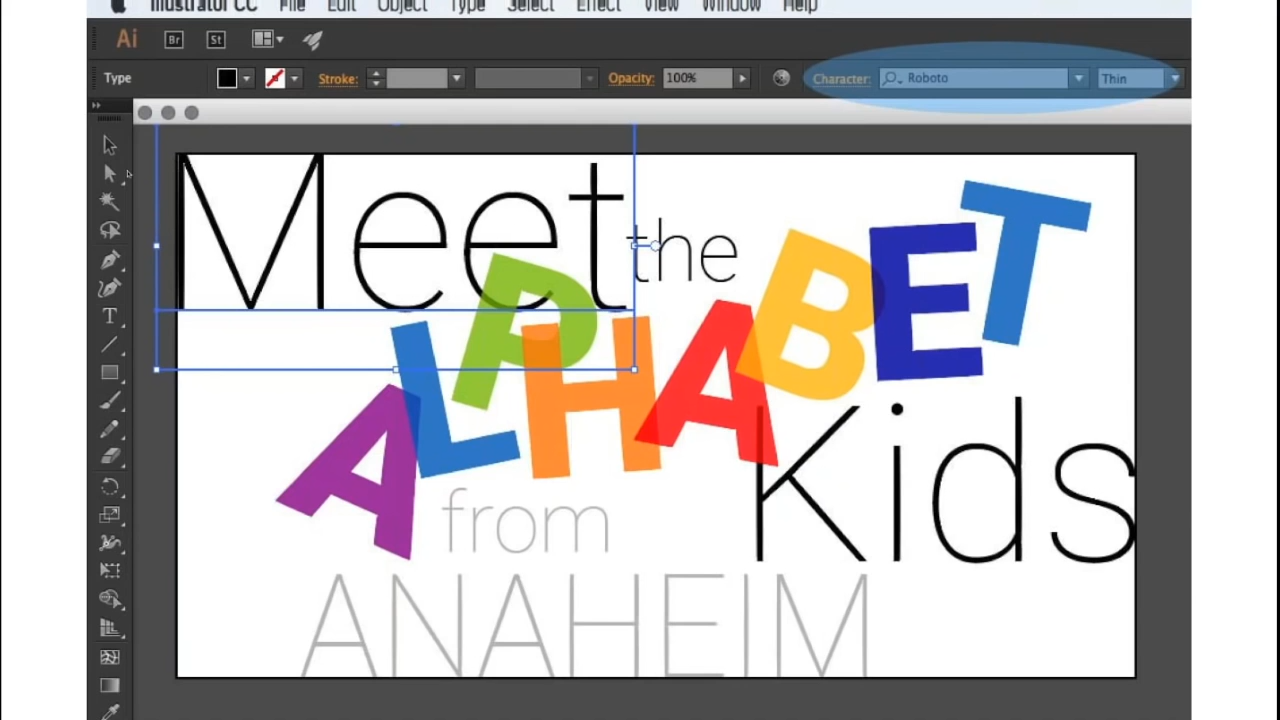 Illustrator CC File Edit Object Type Select Effect View Window Help
Ai Br St
Type Stroke: Opacity: 100% Character: Roboto Thin
Meet the
ALPHABET
Kids
from
ANAHEIM